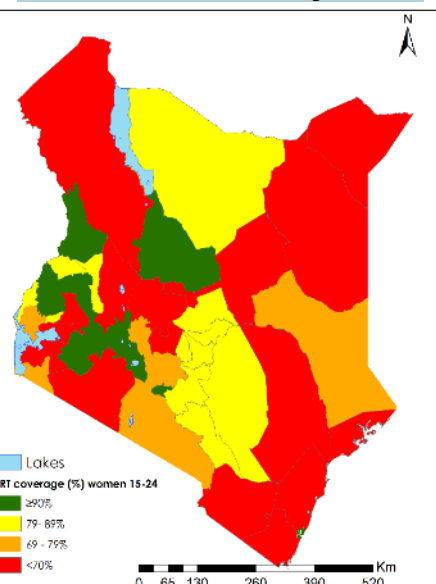 N
Lakes
RT coverage (%) women 15-24
≥90%
79- 89%
69 - 79%
<70%
Km
0 65 130 260 390 520